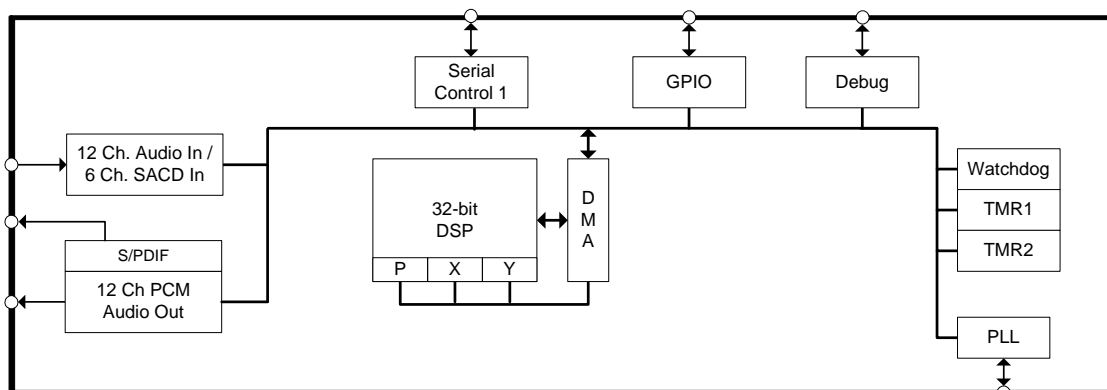 Serial
Control 1
GPIO
Debug
12 Ch. Audio In /
6 Ch. SACD In
S/PDIF
12 Ch PCM
Audio Out
32-bit
DSP
P
X
Y
D
M
A
Watchdog
TMR1
TMR2
PLL